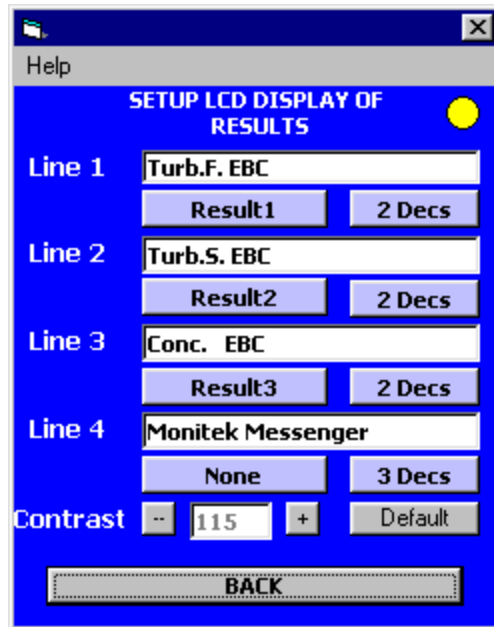 Help
SETUP LCD DISPLAY OF
RESULTS
Line 1 Turb.F. EBC
Result1 2 Decs
Line 2 Turb.S. EBC
Result2 2 Decs
Line 3 Conc.  EBC
Result3 2 Decs
Line 4 Monitek Messenger
None 3 Decs
Contrast -- 115 + Default
BACK